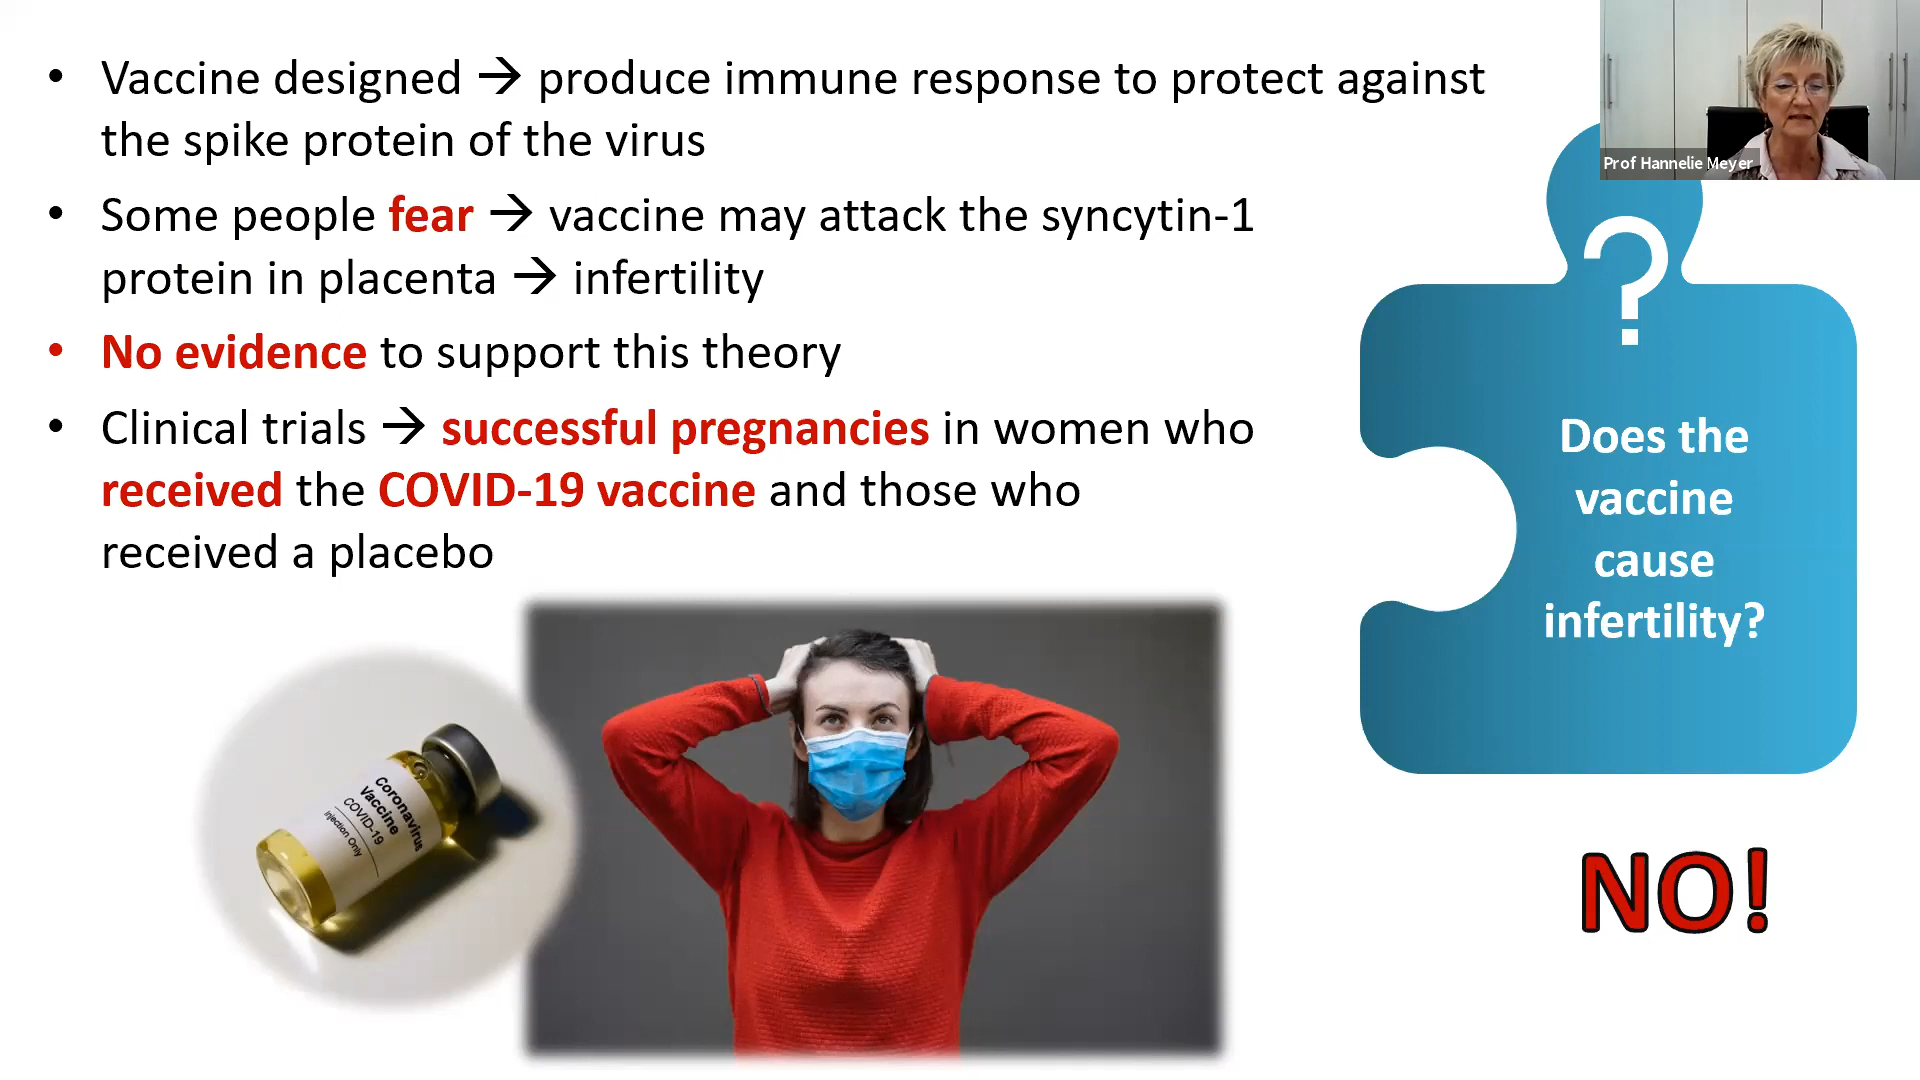 • Vaccine designed → produce immune response to protect against
the spike protein of the virus
• Some people fear → vaccine may attack the syncytin-1
protein in placenta → infertility
• No evidence to support this theory
• Clinical trials → successful pregnancies in women who
received the COVID-19 vaccine and those who
received a placebo
Prof Hannelie Meyer
?
Does the
vaccine
cause
infertility?
NO!
Coronavirus
Vaccine
COVID-19
Injection Only